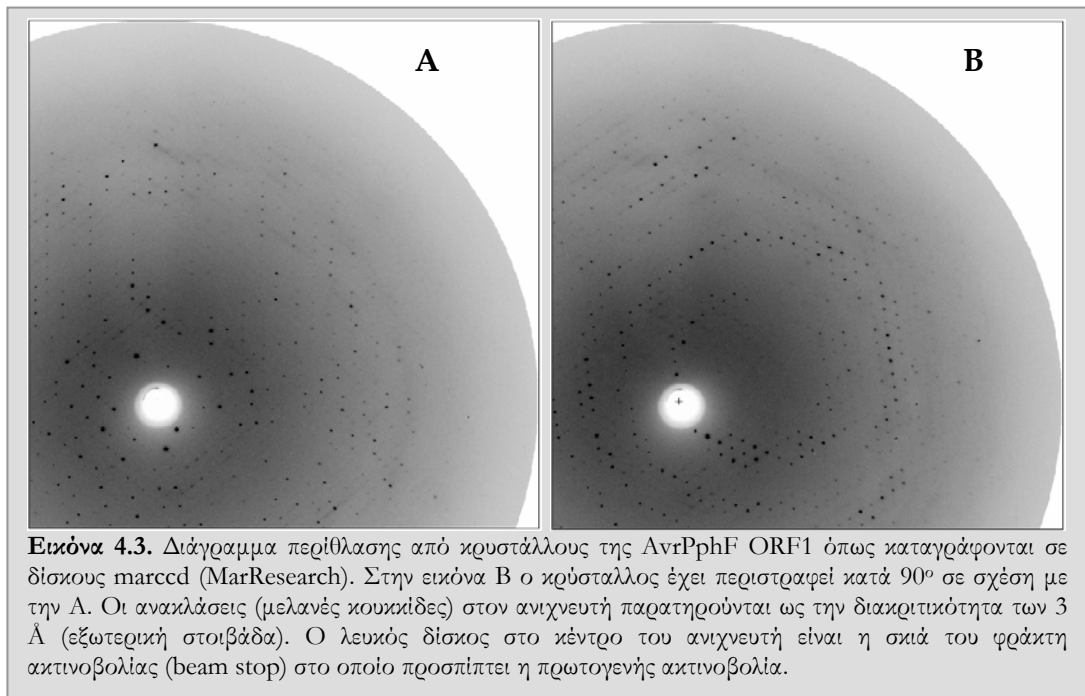 A
B
Εικόνα 4.3. Διάγραμμα περίθλασης από κρυστάλλους της AvrPphF ORF1 όπως καταγράφονται σε
δίσκους marccd (MarResearch). Στην εικόνα Β ο κρύσταλλος έχει περιστραφεί κατά 90ο σε σχέση με
την Α. Οι ανακλάσεις (μελανές κουκκίδες) στον ανιχνευτή παρατηρούνται ως την διακριτικότητα των 3
Å (εξωτερική στοιβάδα). Ο λευκός δίσκος στο κέντρο του ανιχνευτή είναι η σκιά του φράκτη
ακτινοβολίας (beam stop) στο οποίο προσπίπτει η πρωτογενής ακτινοβολία.